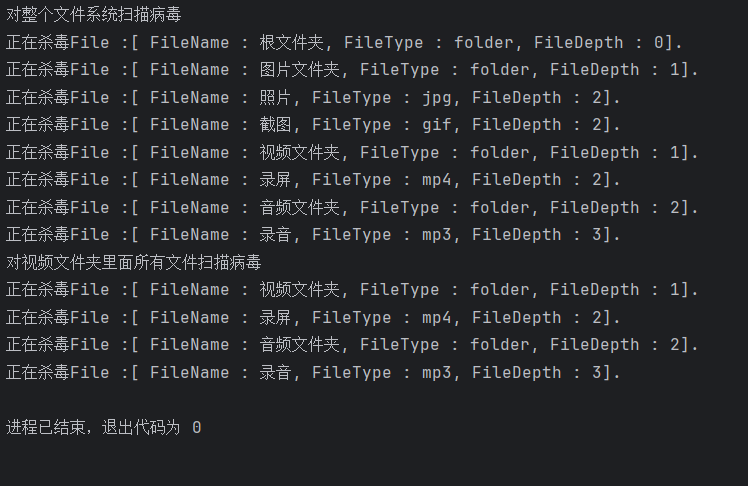 对整个文件系统扫描病毒
正在杀毒File :[ FileName : 根文件夹, FileType : folder, FileDepth : 0].
正在杀毒File :[ FileName : 图片文件夹, FileType : folder, FileDepth : 1].
正在杀毒File :[ FileName : 照片, FileType : jpg, FileDepth : 2].
正在杀毒File :[ FileName : 截图, FileType : gif, FileDepth : 2].
正在杀毒File :[ FileName : 视频文件夹, FileType : folder, FileDepth : 1].
正在杀毒File :[ FileName : 录屏, FileType : mp4, FileDepth : 2].
正在杀毒File :[ FileName : 音频文件夹, FileType : folder, FileDepth : 2].
正在杀毒File :[ FileName : 录音, FileType : mp3, FileDepth : 3].
对视频文件夹里面所有文件扫描病毒
正在杀毒File :[ FileName : 视频文件夹, FileType : folder, FileDepth : 1].
正在杀毒File :[ FileName : 录屏, FileType : mp4, FileDepth : 2].
正在杀毒File :[ FileName : 音频文件夹, FileType : folder, FileDepth : 2].
正在杀毒File :[ FileName : 录音, FileType : mp3, FileDepth : 3].
进程已结束，退出代码为 0